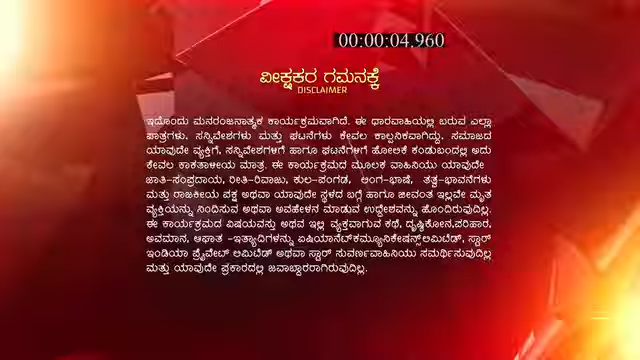 00:00:04.960
ವೀಕ್ಷಕರ ಗಮನಕ್ಕೆ
DISCLAIMER
ಇದೊಂದು ಮನರಂಜನಾತ್ಮಕ ಕಾರ್ಯಕ್ರಮವಾಗಿದೆ. ಈ ಧಾರವಾಹಿಯಲ್ಲಿ ಬರುವ ಎಲ್ಲಾ
ಪಾತ್ರಗಳು, ಸನ್ನಿವೇಶಗಳು ಮತ್ತು ಘಟನೆಗಳು ಕೇವಲ ಕಾಲ್ಪನಿಕವಾಗಿದ್ದು, ಸಮಾಜದ
ಯಾವುದೇ ವ್ಯಕ್ತಿಗೆ, ಸನ್ನಿವೇಶಗಳಿಗೆ ಹಾಗೂ ಘಟನೆಗಳಿಗೆ ಹೋಲಿಕೆ ಕಂಡುಬಂದಲ್ಲಿ ಅದು
ಕೇವಲ ಕಾಕತಾಳೀಯ ಮಾತ್ರ. ಈ ಕಾರ್ಯಕ್ರಮದ ಮೂಲಕ ವಾಹಿನಿಯು ಯಾವುದೇ
ಜಾತಿ-ಸಂಪ್ರದಾಯ, ರೀತಿ-ರಿವಾಜು, ಕುಲ-ಪಂಗಡ, ಆಂಗ-ಭಾಷೆ, ತತ್ವ-ಭಾವನೆಗಳು
ಮತ್ತು ರಾಜಕೀಯ ಪಕ್ಷ ಅಥವಾ ಯಾವುದೇ ಸ್ಥಳದ ಬಗ್ಗೆ ಹಾಗೂ ಜೀವಂತ ಇಲ್ಲವೇ ಮೃತ
ವ್ಯಕ್ತಿಯನ್ನು ನಿಂದಿಸುವ ಅಥವಾ ಅವಹೇಳನ ಮಾಡುವ ಉದ್ದೇಶವನ್ನು ಹೊಂದಿರುವುದಿಲ್ಲ.
ಈ ಕಾರ್ಯಕ್ರಮದ ವಿಷಯವಸ್ತು ಅಥವ ಇಲ್ಲಿ ವ್ಯಕ್ತವಾಗುವ ಕಥೆ, ದೃಷ್ಟಿಕೋನ,ಪರಿಹಾರ,
ಅವಮಾನ, ಆಘಾತ -ಇತ್ಯಾದಿಗಳನ್ನು ಏಷಿಯಾನೆಟ್‌ಕಮ್ಯೂನಿಕೇಷನ್ಸ್‌ಲಿಮಿಟೆಡ್, ಸ್ಟಾರ್
ಇಂಡಿಯಾ ಪ್ರೈವೇಟ್ ಲಿಮಿಟೆಡ್ ಅಥವಾ ಸ್ಟಾರ್ ಸುವರ್ಣವಾಹಿನಿಯು ಸಮರ್ಥಿಸುವುದಿಲ್ಲ
ಮತ್ತು ಯಾವುದೇ ಪ್ರಕಾರದಲ್ಲಿ ಜವಾಬ್ದಾರರಾಗಿರುವುದಿಲ್ಲ.